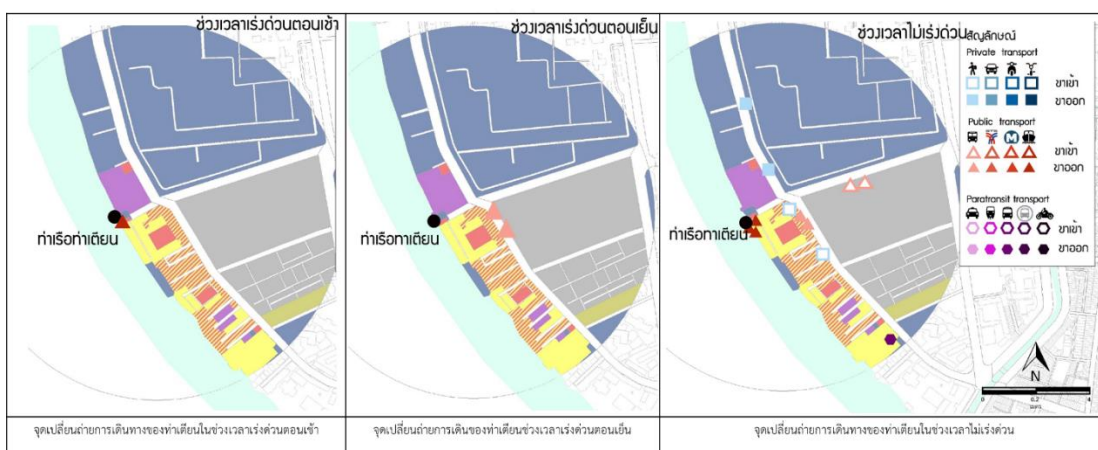 ช่วงเวลาเร่งด่วนตอนเช้า
ท่าเรือท่าเตียน
จุดเปลี่ยนถ่ายการเดินทางของท่าเตียนในช่วงเวลาเร่งด่วนตอนเช้า
ช่วงเวลาเร่งด่วนตอนเย็น
ท่าเรือท่าเตียน
จุดเปลี่ยนถ่ายการเดินของท่าเตียนช่วงเวลาเร่งด่วนตอนเย็น
ช่วงเวลาไม่เร่งด่วน
ท่าเรือท่าเตียน
สัญลักษณ์
Private transport
ขาเข้า
ขาออก
Public transport
M
ขาเข้า
ขาออก
Paratransit transport
ขาเข้า
ขาออก
N
0 0.2 4
จุดเปลี่ยนถ่ายการเดินทางของท่าเตียนในช่วงเวลาไม่เร่งด่วน